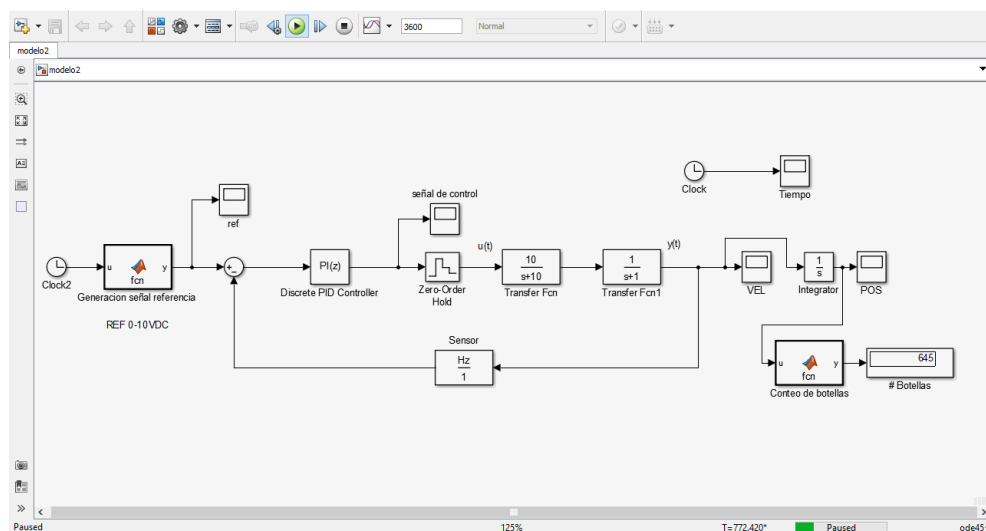 3600
Normal
modelo2
modelo2
Clock
Tiempo
señal de control
ref
u(t)
y(t)
Clock2
u
fcn
y
Generacion señal referencia
+
-
PI(z)
Discrete PID Controller
Zero-Order
Hold
10
s+10
Transfer Fcn
1
s+1
Transfer Fcn1
VEL
1
s
Integrator
POS
REF 0-10VDC
Sensor
Hz
1
u
fcn
y
Conteo de botellas
645
# Botellas
Paused
125%
T=772.420*
Paused
ode45